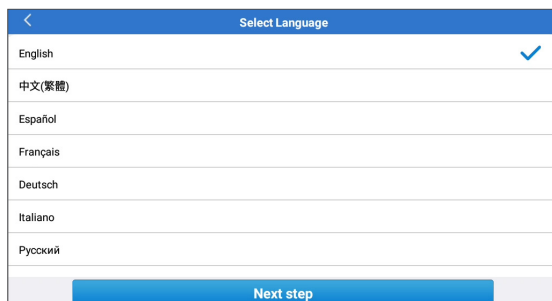 Select Language
English
中文(繁體)
Español
Français
Deutsch
Italiano
Русский
Next step